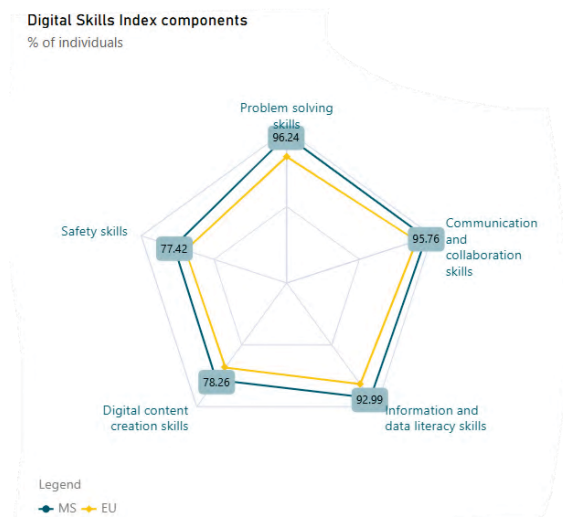 Digital Skills Index components
% of individuals
Problem solving
skills
96.24
Communication
and
collaboration
skills
95.76
Safety skills
77.42
78.26
Digital content
creation skills
92.99
Information and
data literacy skills
Legend
MS EU